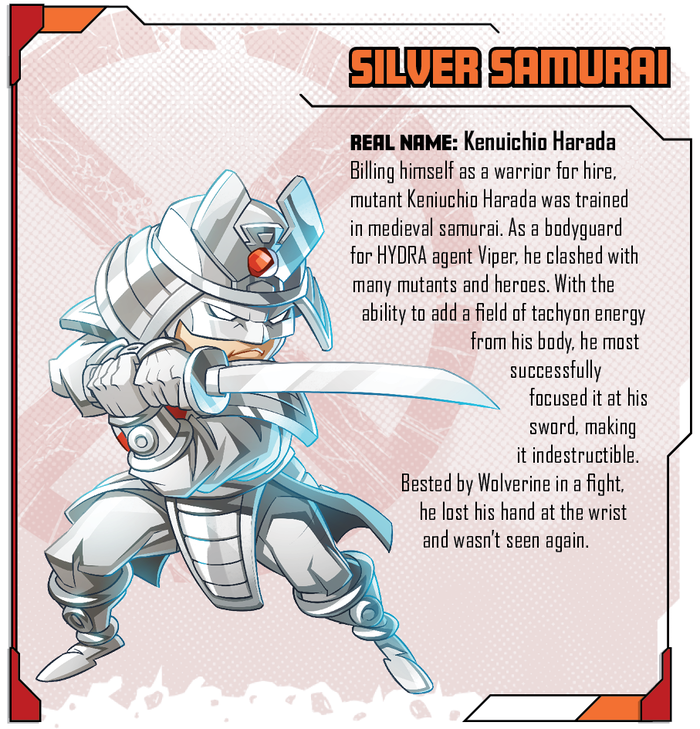 SILVER SAMURAI
REAL NAME: Kenuichio Harada
Billing himself as a warrior for hire,
mutant Keniuchio Harada was trained
in medieval samurai. As a bodyguard
for HYDRA agent Viper, he clashed with
many mutants and heroes. With the
ability to add a field of tachyon energy
from his body, he most
successfully
focused it at his
sword, making
it indestructible.
Bested by Wolverine in a fight,
he lost his hand at the wrist
and wasn't seen again.